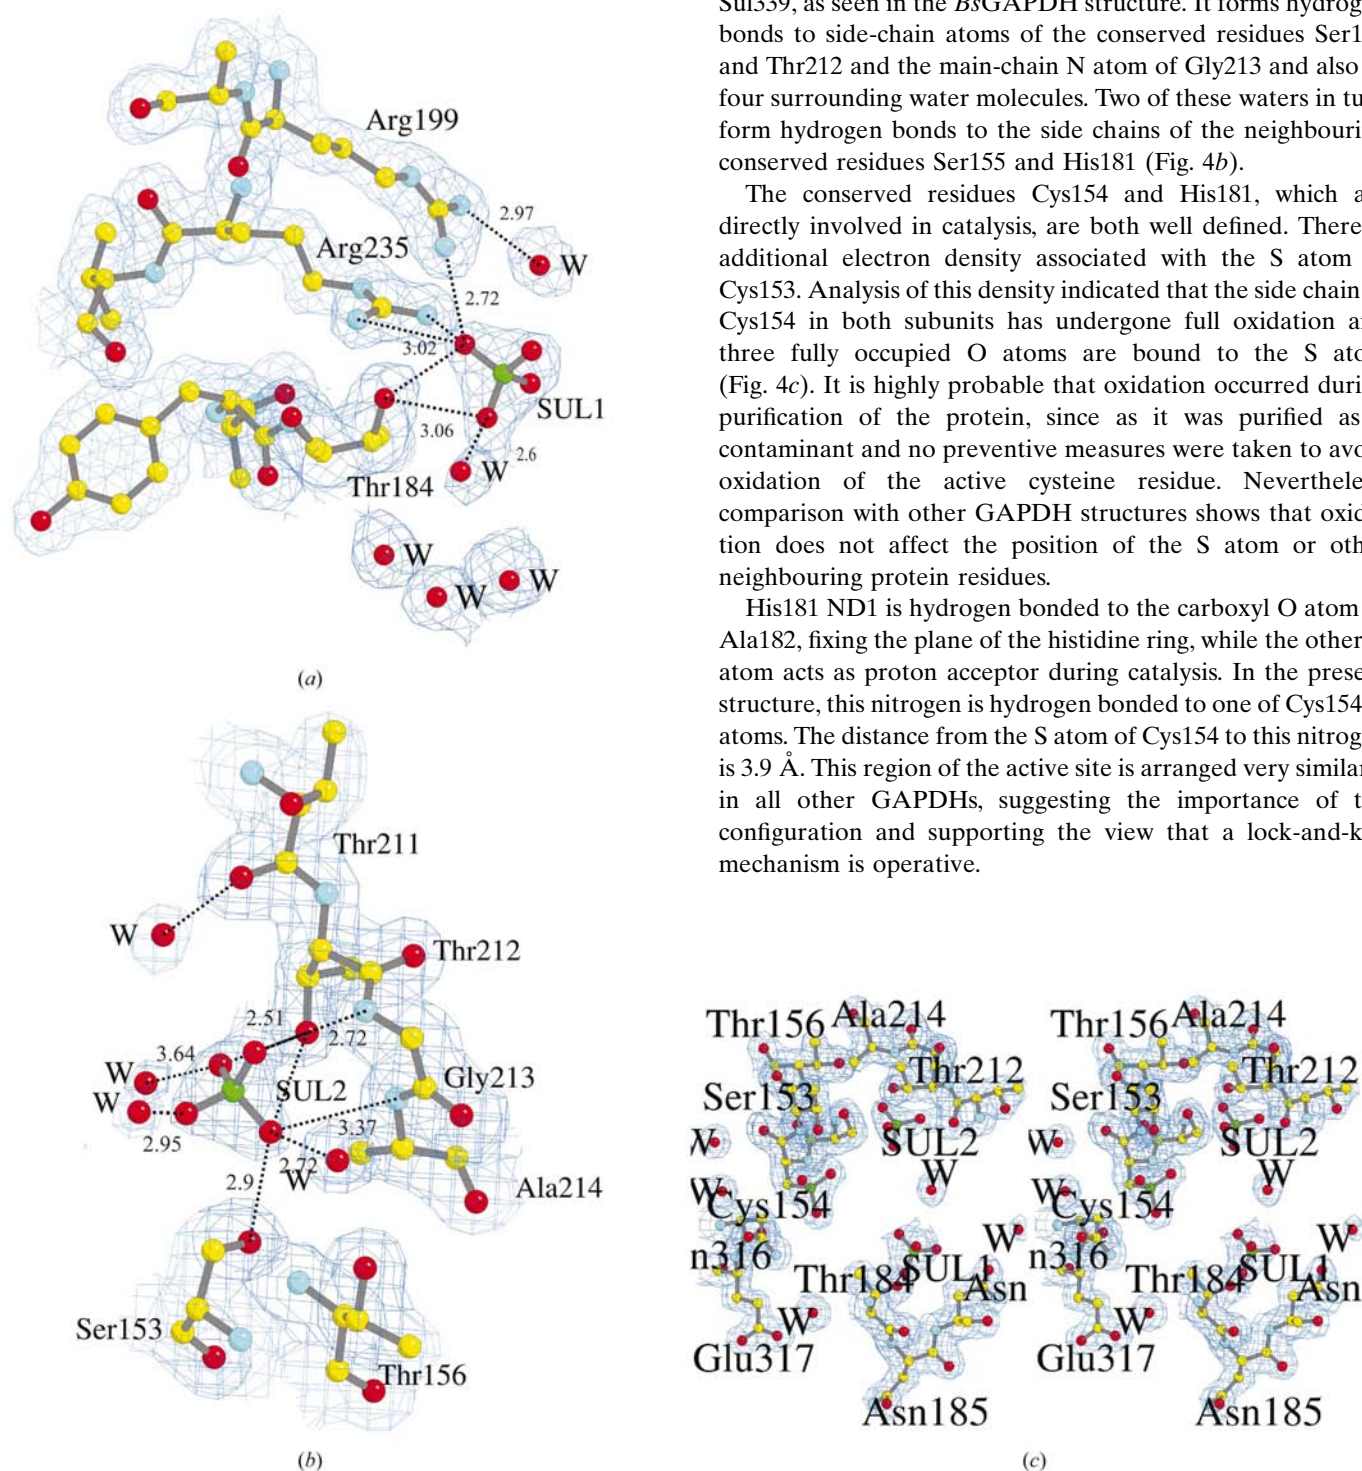 Sul339, as seen in the BsGAPDH structure. It forms hydrog
bonds to side-chain atoms of the conserved residues Ser1
and Thr212 and the main-chain N atom of Gly213 and also
four surrounding water molecules. Two of these waters in tu
form hydrogen bonds to the side chains of the neighbouri
conserved residues Ser155 and His181 (Fig. 4b).
The conserved residues Cys154 and His181, which a
directly involved in catalysis, are both well defined. There
additional electron density associated with the S atom
Cys153. Analysis of this density indicated that the side chain
Cys154 in both subunits has undergone full oxidation a
three fully occupied O atoms are bound to the S ato
(Fig. 4c). It is highly probable that oxidation occurred duri
purification of the protein, since as it was purified as
contaminant and no preventive measures were taken to avo
oxidation of the active cysteine residue. Neverthele
comparison with other GAPDH structures shows that oxid
tion does not affect the position of the S atom or oth
neighbouring protein residues.
His181 ND1 is hydrogen bonded to the carboxyl O atom
Ala182, fixing the plane of the histidine ring, while the other
atom acts as proton acceptor during catalysis. In the prese
structure, this nitrogen is hydrogen bonded to one of Cys154
atoms. The distance from the S atom of Cys154 to this nitrog
is 3.9 Å. This region of the active site is arranged very similar
in all other GAPDHs, suggesting the importance of t
configuration and supporting the view that a lock-and-k
mechanism is operative.
Arg199
2.97
W
Arg235
2.72
3.02
SUL1
3.06
W 2.6
Thr184
W
W
W
(a)
Thr211
W
Thr212
2.51
2.72
3.64
W
SUL2
Gly213
W
3.37
2.95
2.72
W
2.9
Ala214
Ser153
Thr156
(b)
Thr156 Ala214 Thr156 Ala214
Thr212 Thr212
Ser153 Ser153
W SUL2 W SUL2
W W
W W
Cys154 Cys154
W W
n316 n316
Thr184 SUL1 Thr184 SUL1
Asn Asn
W W
Glu317 Glu317
Asn185 Asn185
(c)